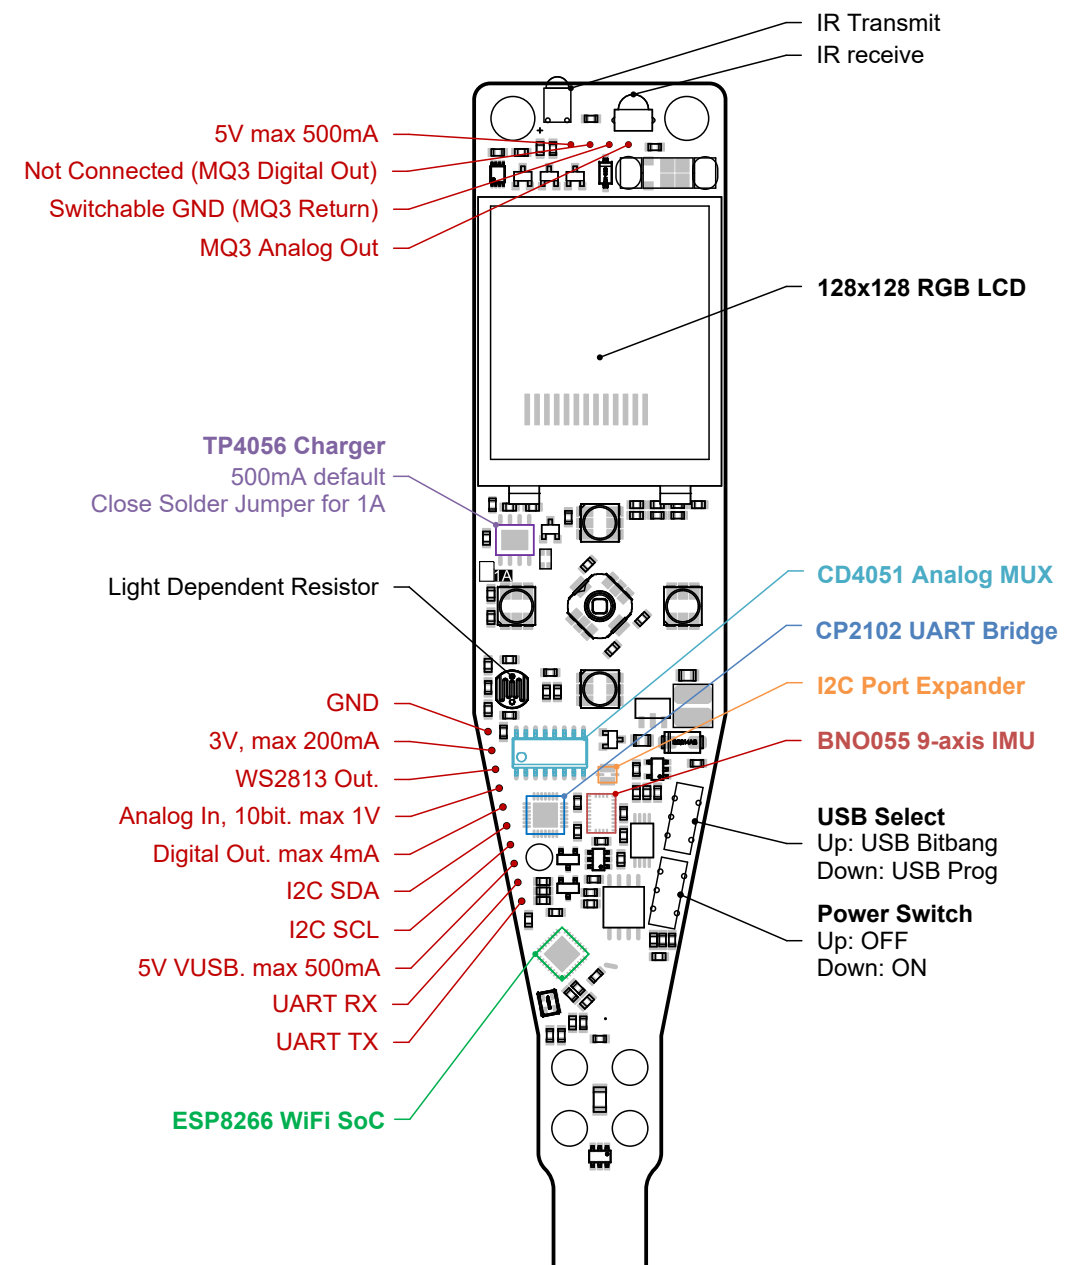 IR Transmit
IR receive
5V max 500mA
Not Connected (MQ3 Digital Out)
Switchable GND (MQ3 Return)
MQ3 Analog Out
+
128x128 RGB LCD
TP4056 Charger
500mA default
Close Solder Jumper for 1A
1A
Light Dependent Resistor
CD4051 Analog MUX
CP2102 UART Bridge
I2C Port Expander
BNO055 9-axis IMU
GND
3V, max 200mA
WS2813 Out.
Analog In, 10bit. max 1V
Digital Out. max 4mA
I2C SDA
I2C SCL
5V VUSB. max 500mA
UART RX
UART TX
USB Select
Up: USB Bitbang
Down: USB Prog
Power Switch
Up: OFF
Down: ON
ESP8266 WiFi SoC